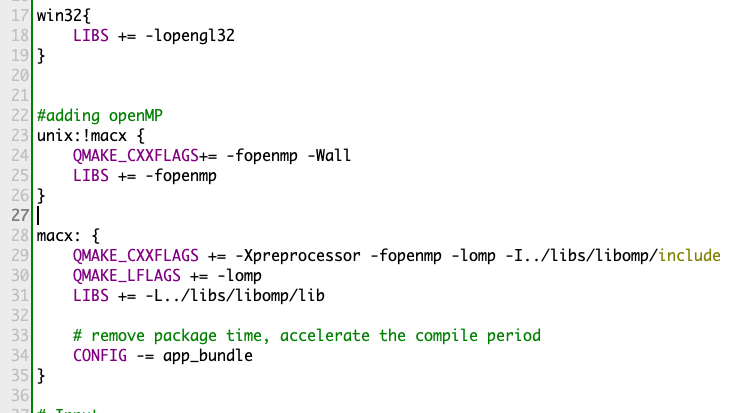 17 win32{
18 LIBS += -lopengl32
19 }
20
21
22 #adding openMP
23 unix:!macx {
24 QMAKE_CXXFLAGS+= -fopenmp -Wall
25 LIBS += -fopenmp
26 }
27
28 macx: {
29 QMAKE_CXXFLAGS += -Xpreprocessor -fopenmp -lomp -I../libs/libomp/include
30 QMAKE_LFLAGS += -lomp
31 LIBS += -L../libs/libomp/lib
32
33 # remove package time, accelerate the compile period
34 CONFIG -= app_bundle
35 }
36